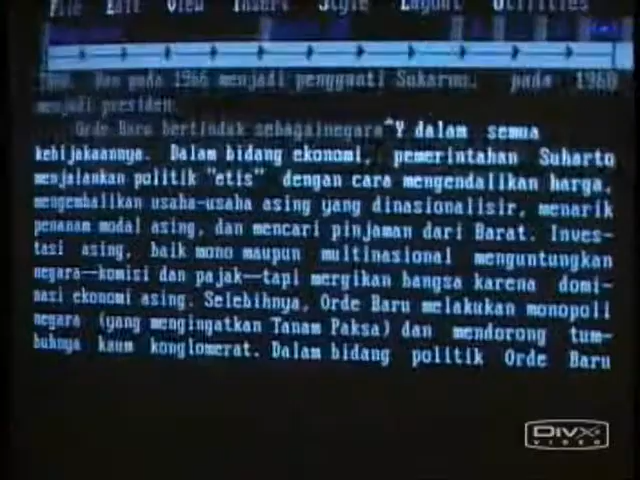 File Edit View Insert Style Layout Utilities
Dan pada 1966 menjadi pengganti Sukarno, pada 1968
menjadi presiden.
Orde Baru bertindak sebagainegara^Y dalam semua
kebijakaannya. Dalam bidang ekonomi, pemerintahan Suharto
menjalankan politik "etis" dengan cara mengendalikan harga,
mengembalikan usaha-usaha asing yang dinasionalisir, menarik
penanam modal asing, dan mencari pinjaman dari Barat. Inves-
tasi asing, baik mono maupun multinasional menguntungkan
negara—komisi dan pajak—tapi mergikan bangsa karena domi-
nasi ekonomi asing. Selebihnya, Orde Baru melakukan monopoli
negara (yang mengingatkan Tanam Paksa) dan mendorong tum-
buhnya kaum konglomerat. Dalam bidang politik Orde Baru
DIVX
VIDEO